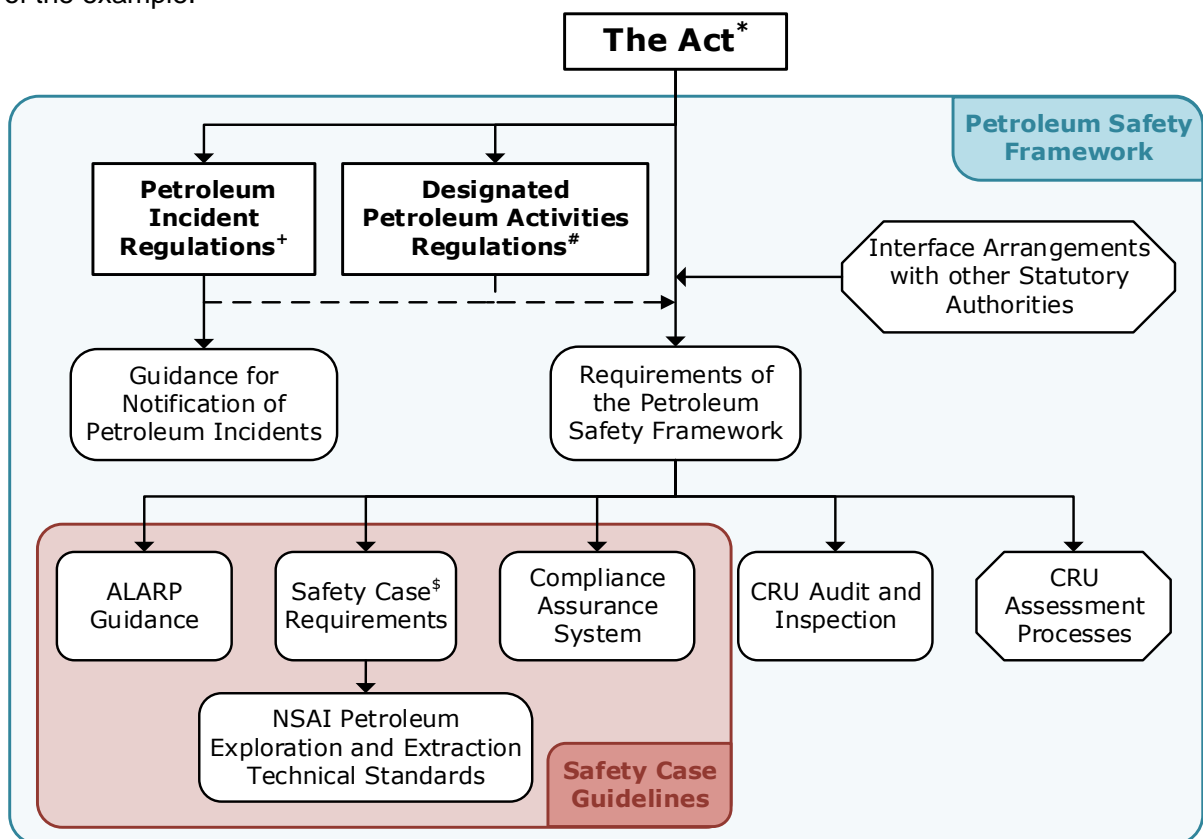 of the example.
The Act*
Petroleum Safety
Framework
Petroleum
Incident
Regulations+
Designated
Petroleum Activities
Regulations#
Interface Arrangements
with other Statutory
Authorities
Guidance for
Notification of
Petroleum Incidents
Requirements of
the Petroleum
Safety Framework
ALARP
Guidance
Safety Case$
Requirements
Compliance
Assurance
System
CRU Audit and
Inspection
CRU
Assessment
Processes
NSAI Petroleum
Exploration and Extraction
Technical Standards
Safety Case
Guidelines